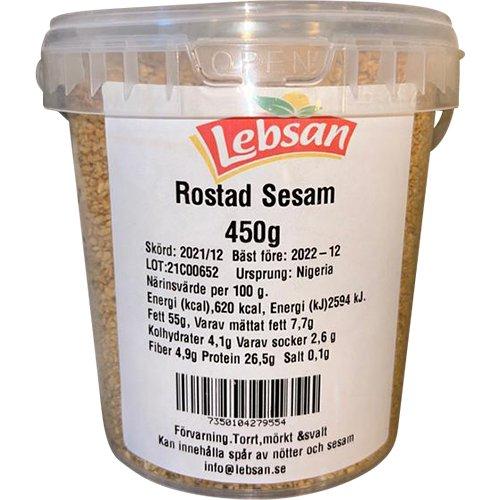 OPEN
Lebsan
Rostad Sesam
450g
Skörd: 2021/12 Bäst före: 2022-12
LOT:21C00652 Ursprung: Nigeria
Närinsvärde per 100 g.
Energi (kcal),620 kcal, Energi (kJ)2594 kJ.
Fett 55g, Varav mättat fett 7,7g
Kolhydrater 4,1g Varav socker 2,6 g
Fiber 4,9g Protein 26,5g Salt 0,1g
7350104279554
Förvarning.Torrt,mörkt &svalt
Kan innehålla spår av nötter och sesam
info@lebsan.se